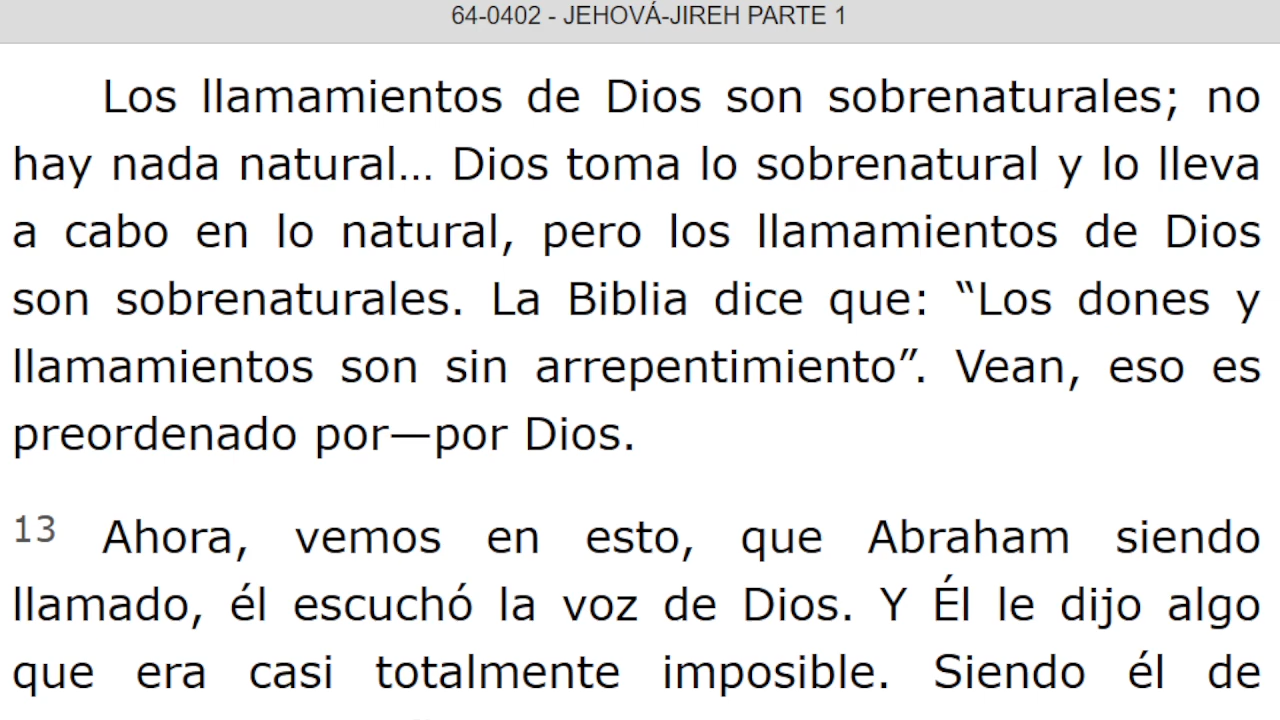 64-0402 - JEHOVÁ-JIREH PARTE 1
Los llamamientos de Dios son sobrenaturales; no
hay nada natural... Dios toma lo sobrenatural y lo lleva
a cabo en lo natural, pero los llamamientos de Dios
son sobrenaturales. La Biblia dice que: “Los dones y
llamamientos son sin arrepentimiento”. Vean, eso es
preordenado por—por Dios.
13 Ahora, vemos en esto, que Abraham siendo
llamado, él escuchó la voz de Dios. Y Él le dijo algo
que era casi totalmente imposible. Siendo él de